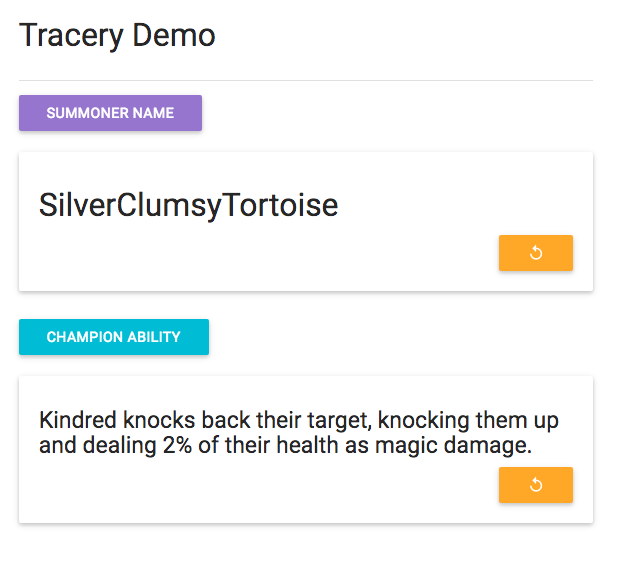 Tracery Demo
SUMMONER NAME
SilverClumsyTortoise
CHAMPION ABILITY
Kindred knocks back their target, knocking them up
and dealing 2% of their health as magic damage.